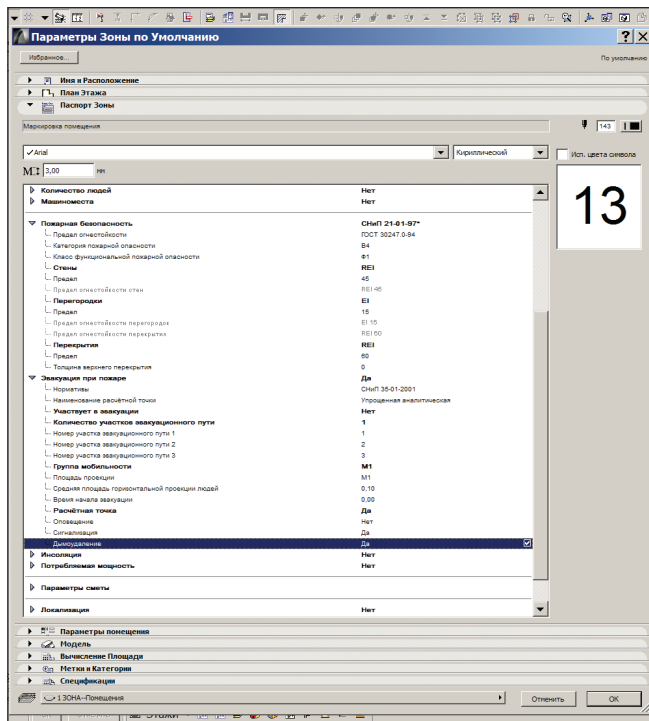 Параметры Зоны по Умолчанию
Избранное...
По умолчанию
Имя и Расположение
План Этажа
Паспорт Зоны
Маркировка помещения
143
Arial
Кириллический
Исп. цвета символа
3,00 мм
13
Количество людей Нет
Машиноместа Нет
Пожарная безопасность СНиП 21-01-97*
Предел огнестойкости ГОСТ 30247.0-94
Категория пожарной опасности В4
Класс функциональной пожарной опасности Ф1
Стены REI
Предел 45
Предел огнестойкости стен REI 45
Перегородки EI
Предел 15
Предел огнестойкости перегородок EI 15
Предел огнестойкости перекрытия REI 60
Перекрытия REI
Предел 60
Толщина верхнего перекрытия 0
Эвакуация при пожаре Да
Нормативы СНиП 35-01-2001
Наименование расчётной точки Упрощенная аналитическая
Участвует в эвакуации Нет
Количество участков эвакуационного пути 1
Номер участка эвакуационного пути 1 1
Номер участка эвакуационного пути 2 2
Номер участка эвакуационного пути 3 3
Группа мобильности М1
Площадь проекции М1
Средняя площадь горизонтальной проекции людей 0,10
Время начала эвакуации 0,00
Расчётная точка Да
Оповещение Нет
Сигнализация Да
Дымоудаление Да
Инсоляция Нет
Потребляемая мощность Нет
Параметры сметы
Локализация Нет
Параметры помещения
Модель
Вычисление Площади
Метки и Категории
Спецификации
1 ЗОНА--Помещения
Отменить
OK